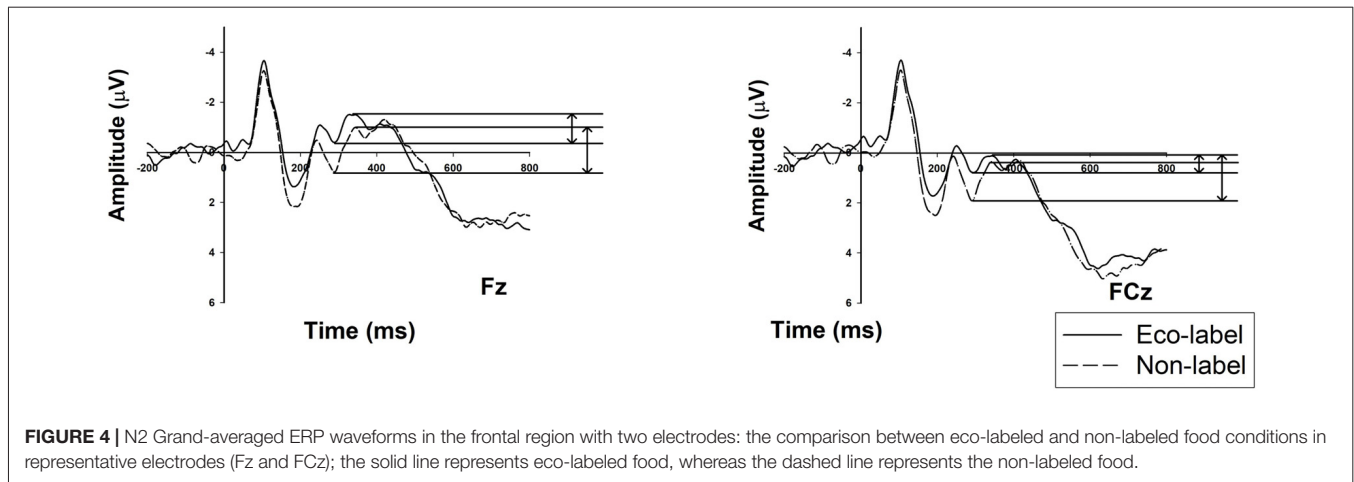 Amplitude (μV)
-4
-2
0
2
4
6
-200
0
200
400
600
800
Fz
Time (ms)
Amplitude (μV)
-4
-2
0
2
4
6
-200
0
200
400
600
800
FCz
Time (ms)
Eco-label
Non-label
FIGURE 4 | N2 Grand-averaged ERP waveforms in the frontal region with two electrodes: the comparison between eco-labeled and non-labeled food conditions in
representative electrodes (Fz and FCz); the solid line represents eco-labeled food, whereas the dashed line represents the non-labeled food.